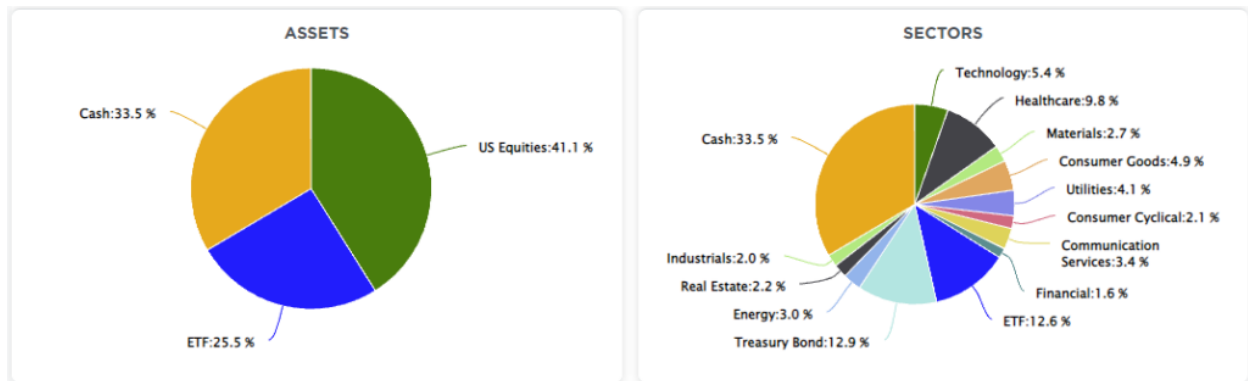 ASSETS
Cash:33.5 %
US Equities:41.1 %
ETF:25.5 %
SECTORS
Technology:5.4 %
Healthcare:9.8 %
Materials:2.7 %
Consumer Goods:4.9 %
Utilities:4.1 %
Consumer Cyclical:2.1 %
Communication
Services:3.4 %
Financial:1.6 %
ETF:12.6 %
Treasury Bond:12.9 %
Energy:3.0 %
Real Estate:2.2 %
Industrials:2.0 %
Cash:33.5 %